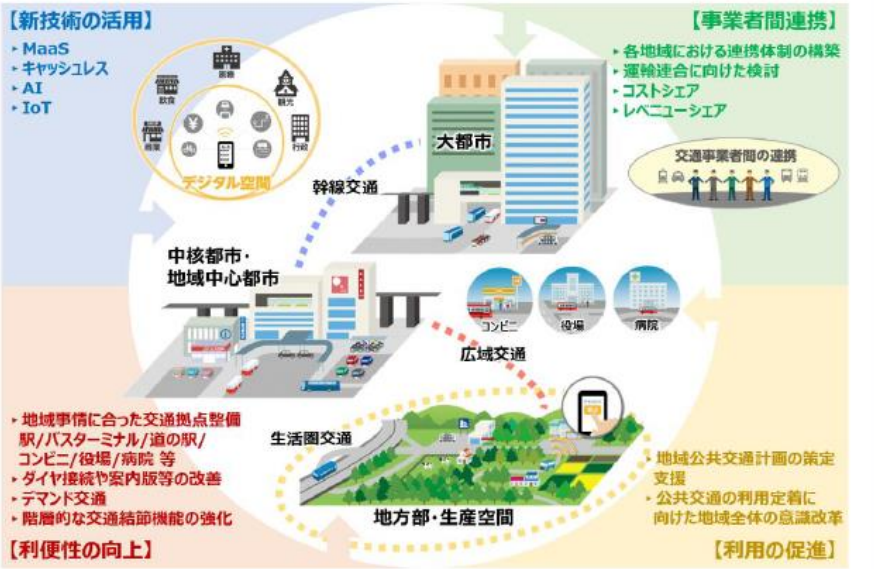 【新技術の活用】
▸ MaaS
▸ キャッシュレス
▸ AI
▸ IoT
医療
飲食
観光
商業
行政
デジタル空間
【事業者間連携】
▸ 各地域における連携体制の構築
▸ 運輸連合に向けた検討
▸ コストシェア
▸ レベニューシェア
交通事業者間の連携
大都市
幹線交通
中核都市・
地域中心都市
コンビニ
役場
病院
広域交通
生活圏交通
地方部・生産空間
▸ 地域事情に合った交通拠点整備
駅/バスターミナル/道の駅/
コンビニ/役場/病院 等
▸ ダイヤ接続や案内版等の改善
▸ デマンド交通
▸ 階層的な交通結節機能の強化
【利便性の向上】
▸ 地域公共交通計画の策定
支援
▸ 公共交通の利用定着に
向けた地域全体の意識改革
【利用の促進】